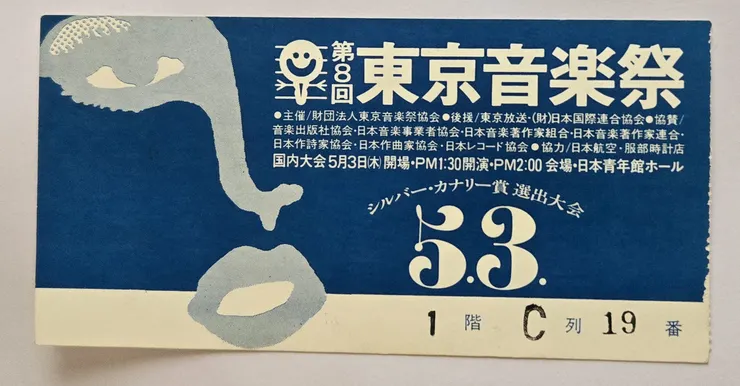 第8回 東京音楽祭
●主催/財団法人東京音楽祭協会●後援/東京放送・(財)日本国際連合協会●協賛/
音楽出版社協会・日本音楽事業者協会・日本音楽著作家組合・日本音楽著作家連合・
日本作詩家協会・日本作曲家協会・日本レコード協会●協力/日本航空・服部時計店
国内大会5月3日(木)開場・PM1:30開演・PM2:00 会場・日本青年館ホール
シルバー・カナリー賞 選出大会
5.3.
1 階 C 列 19 番